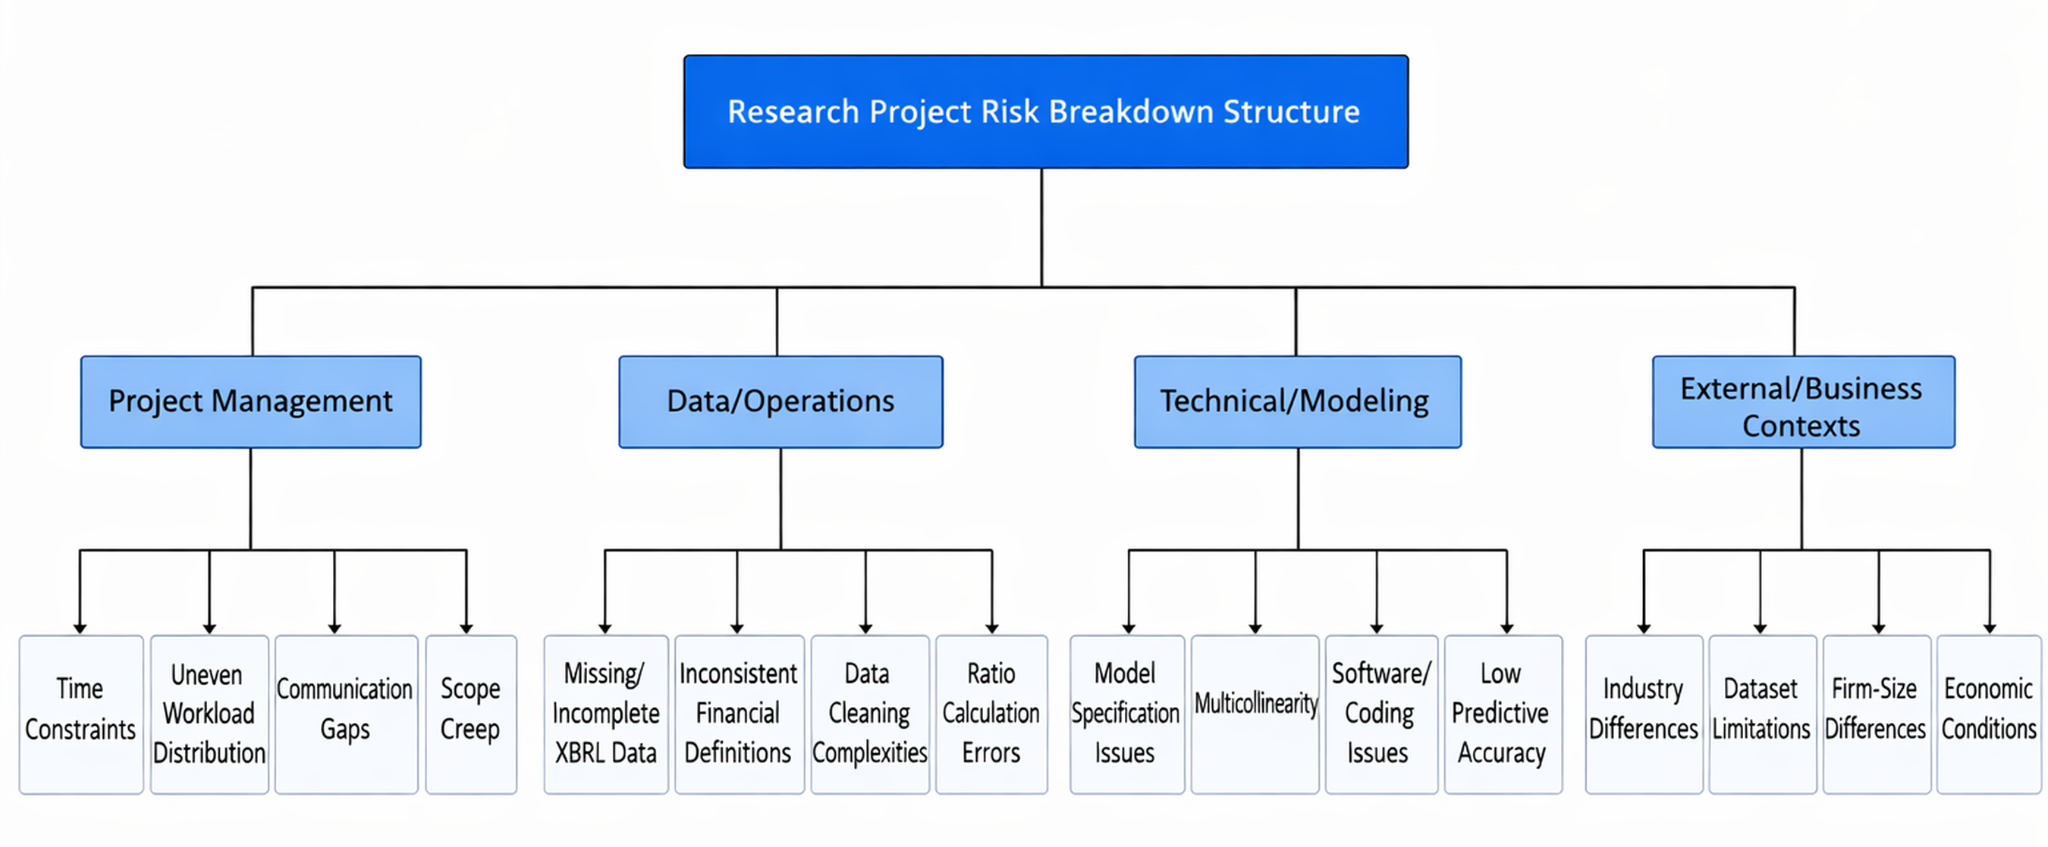 Research Project Risk Breakdown Structure
Project Management
Data/Operations
Technical/Modeling
External/Business
Contexts
Time
Constraints
Uneven
Workload
Distribution
Communication
Gaps
Scope
Creep
Missing/
Incomplete
XBRL Data
Inconsistent
Financial
Definitions
Data
Cleaning
Complexities
Ratio
Calculation
Errors
Model
Specification
Issues
Multicollinearity
Software/
Coding
Issues
Low
Predictive
Accuracy
Industry
Differences
Dataset
Limitations
Firm-Size
Differences
Economic
Conditions